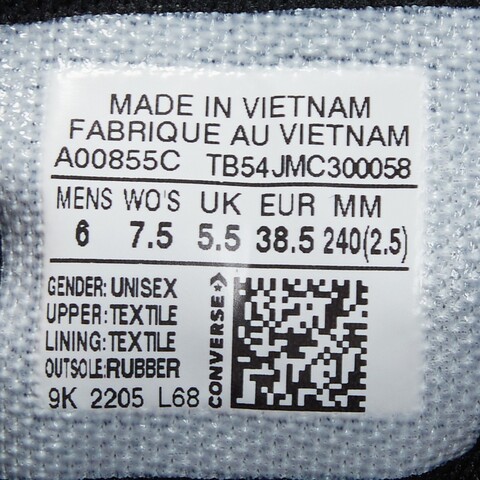 MADE IN VIETNAM
FABRIQUE AU VIETNAM
A00855C TB54JMC300058
MENS WO'S UK EUR MM
6 7.5 5.5 38.5 240(2.5)
GENDER: UNISEX
UPPER: TEXTILE
LINING: TEXTILE
OUTSOLE: RUBBER
9K 2205 L68
CONVERSE